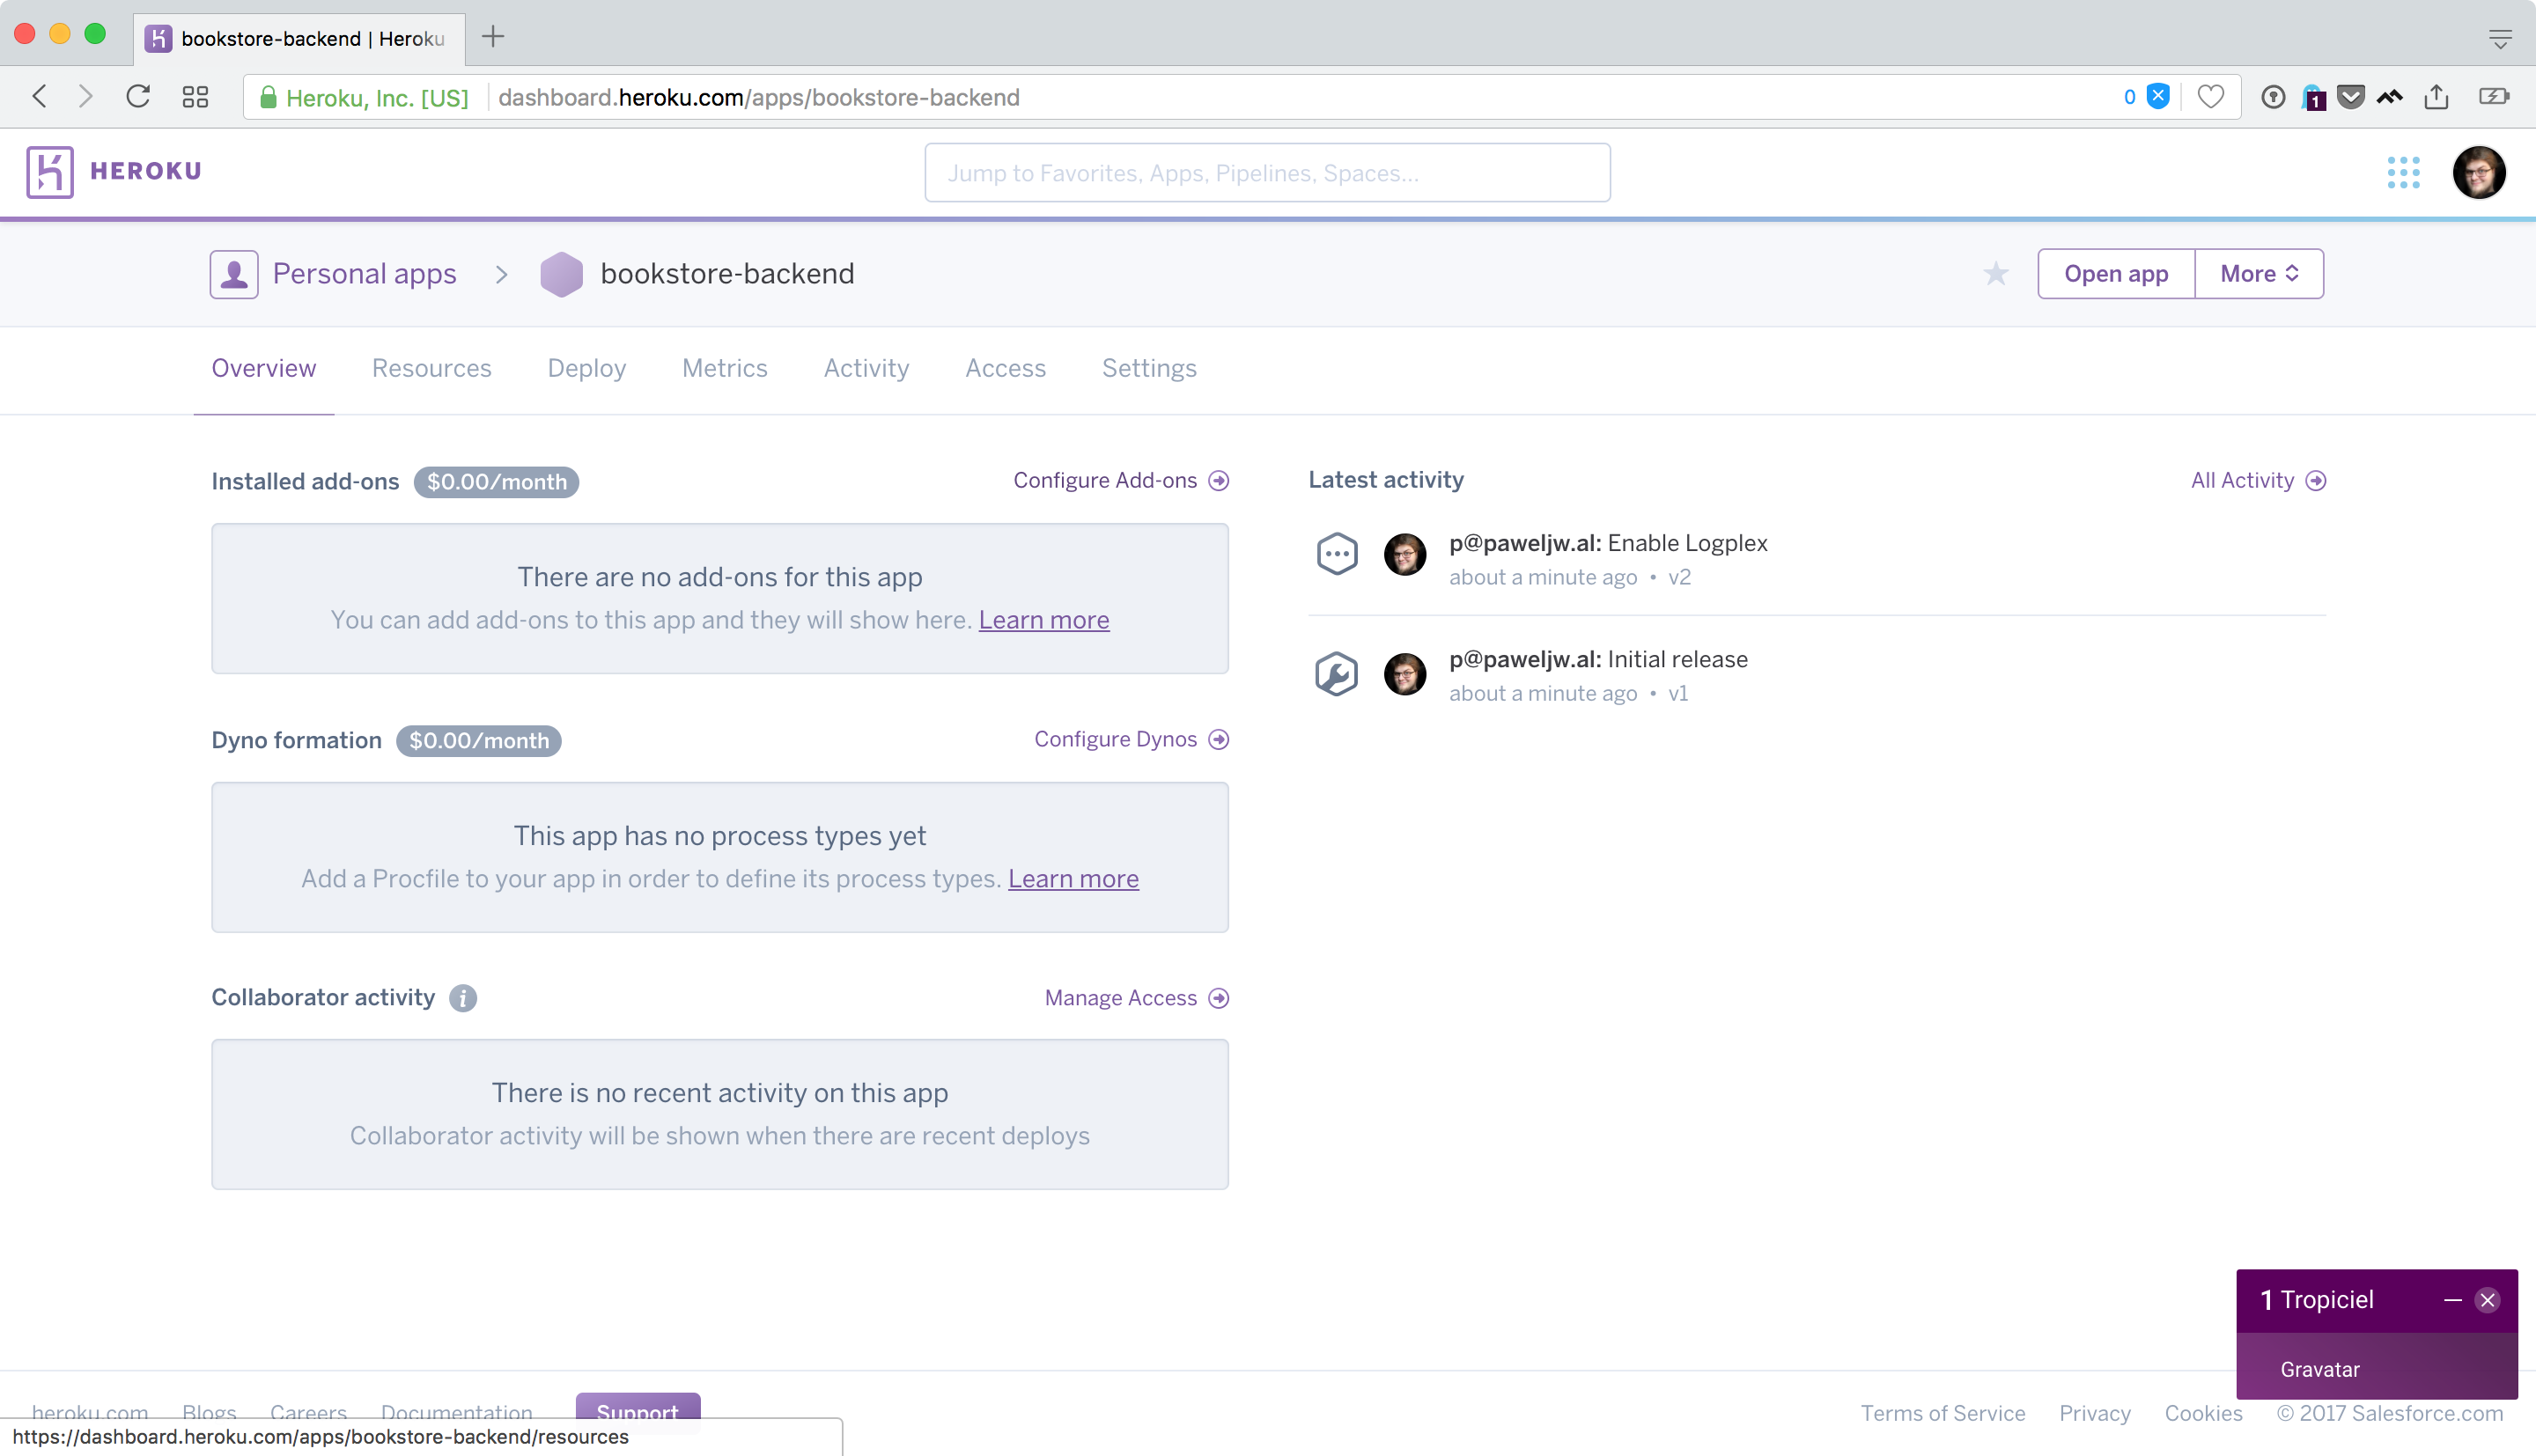 bookstore-backend | Heroku
Heroku, Inc. [US]
dashboard.heroku.com/apps/bookstore-backend
0
1
HEROKU
Jump to Favorites, Apps, Pipelines, Spaces...
Personal apps
bookstore-backend
Open app
More
Overview
Resources
Deploy
Metrics
Activity
Access
Settings
Installed add-ons
$0.00/month
Configure Add-ons
There are no add-ons for this app
You can add add-ons to this app and they will show here. Learn more
Dyno formation
$0.00/month
Configure Dynos
This app has no process types yet
Add a Procfile to your app in order to define its process types. Learn more
Collaborator activity
i
Manage Access
There is no recent activity on this app
Collaborator activity will be shown when there are recent deploys
Latest activity
All Activity
p@paweljw.al: Enable Logplex
about a minute ago • v2
p@paweljw.al: Initial release
about a minute ago • v1
1 Tropiciel
Gravatar
heroku.com
Blogs
Careers
Documentation
Support
Terms of Service
Privacy
Cookies
© 2017 Salesforce.com
https://dashboard.heroku.com/apps/bookstore-backend/resources